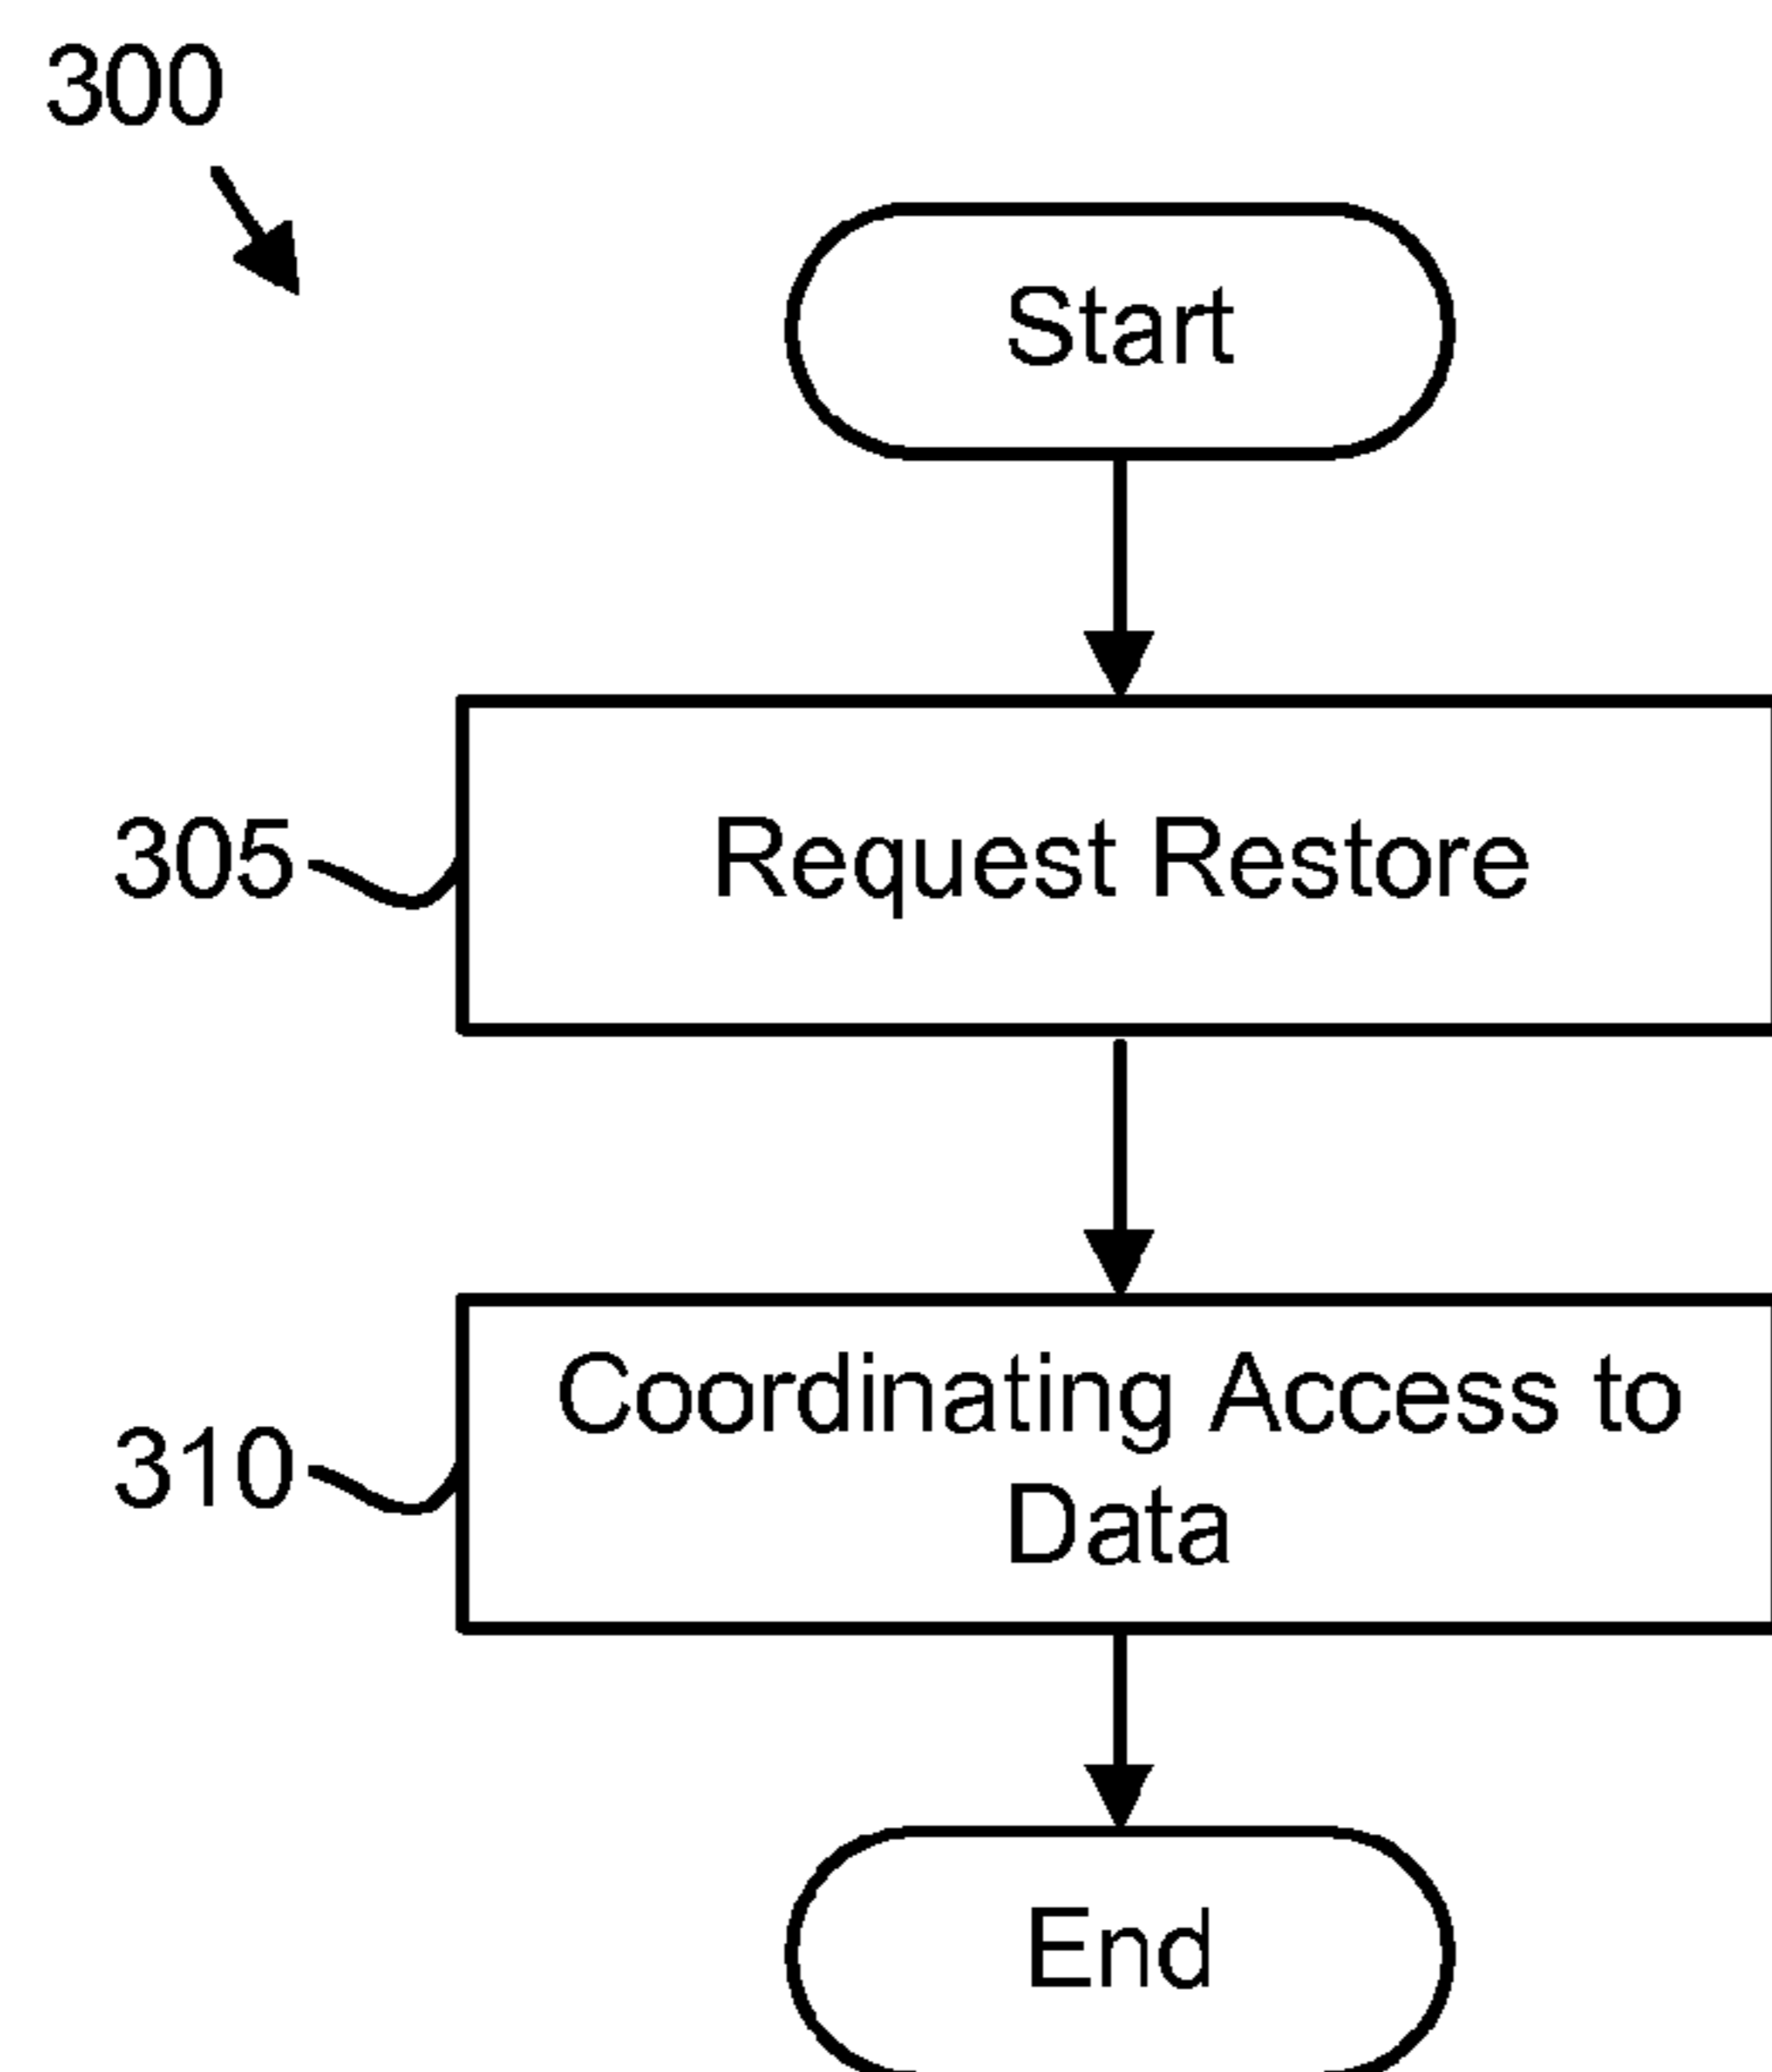 300
Start
305
Request Restore
310
Coordinating Access to
Data
End